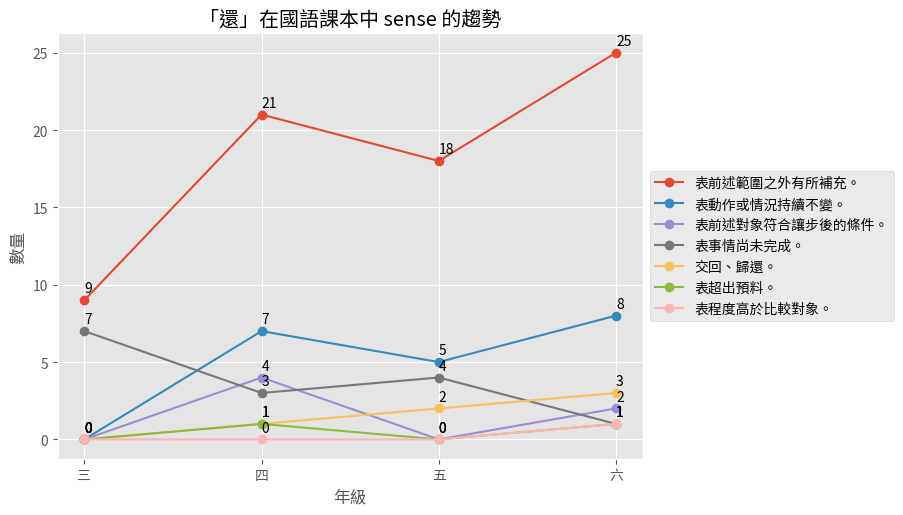 「還」在國語課本中 sense 的趨勢
25
20
15
10
5
0
數量
三
四
五
六
年級
9
21
18
25
0
7
5
8
0
4
0
2
7
3
4
1
0
1
2
3
0
1
0
1
0
0
0
1
表前述範圍之外有所補充。
表動作或情況持續不變。
表前述對象符合讓步後的條件。
表事情尚未完成。
交回、歸還。
表超出預料。
表程度高於比較對象。